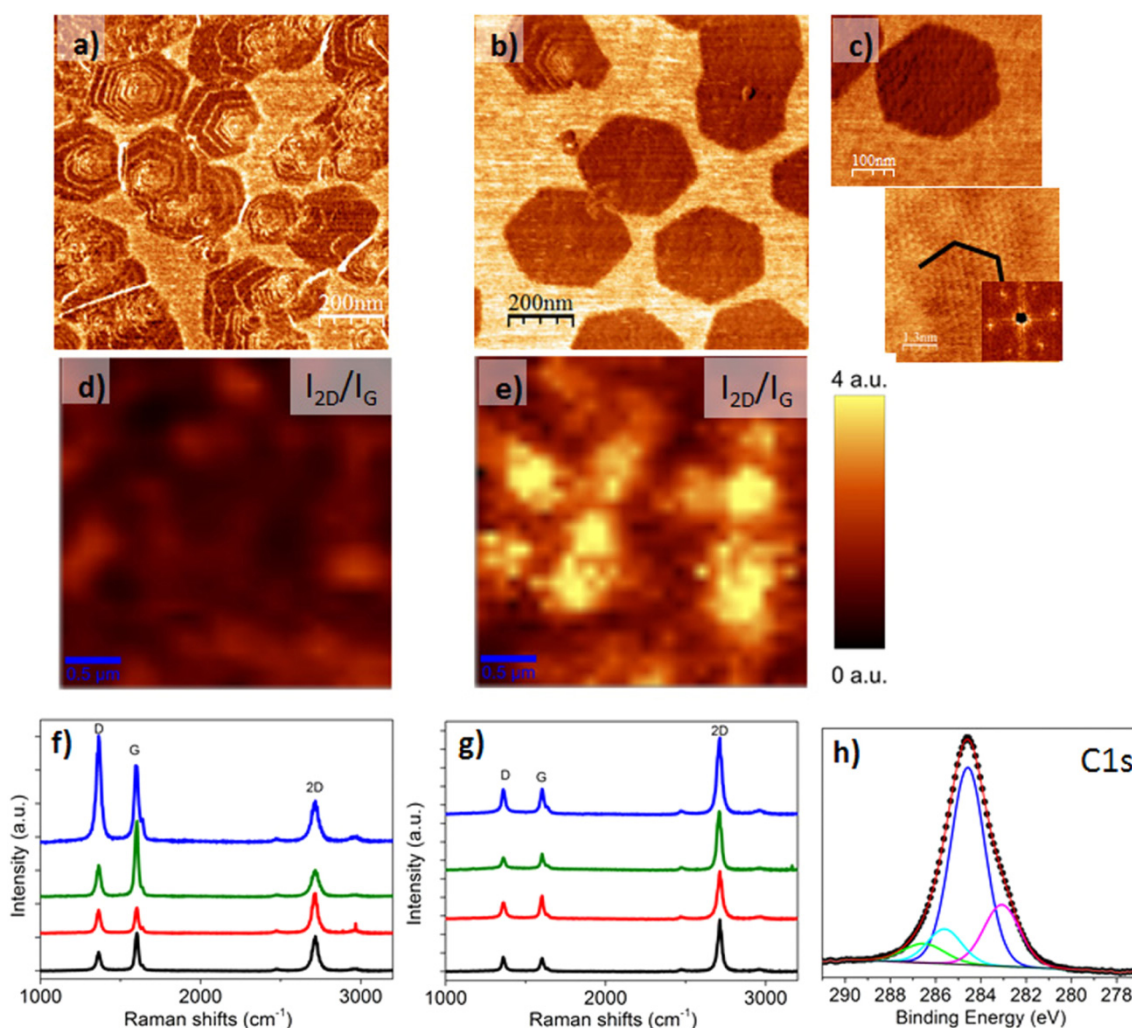 a)
b)
c)
200nm
200nm
100nm
1.3nm
d)
I2D/IG
e)
I2D/IG
4 a.u.
0 a.u.
0.5 µm
0.5 µm
f)
D
G
2D
Intensity (a.u.)
1000 2000 3000
Raman shifts (cm-1)
g)
D
G
2D
Intensity (a.u.)
1000 2000 3000
Raman shifts (cm-1)
h)
C1s
290 288 286 284 282 280 278
Binding Energy (eV)